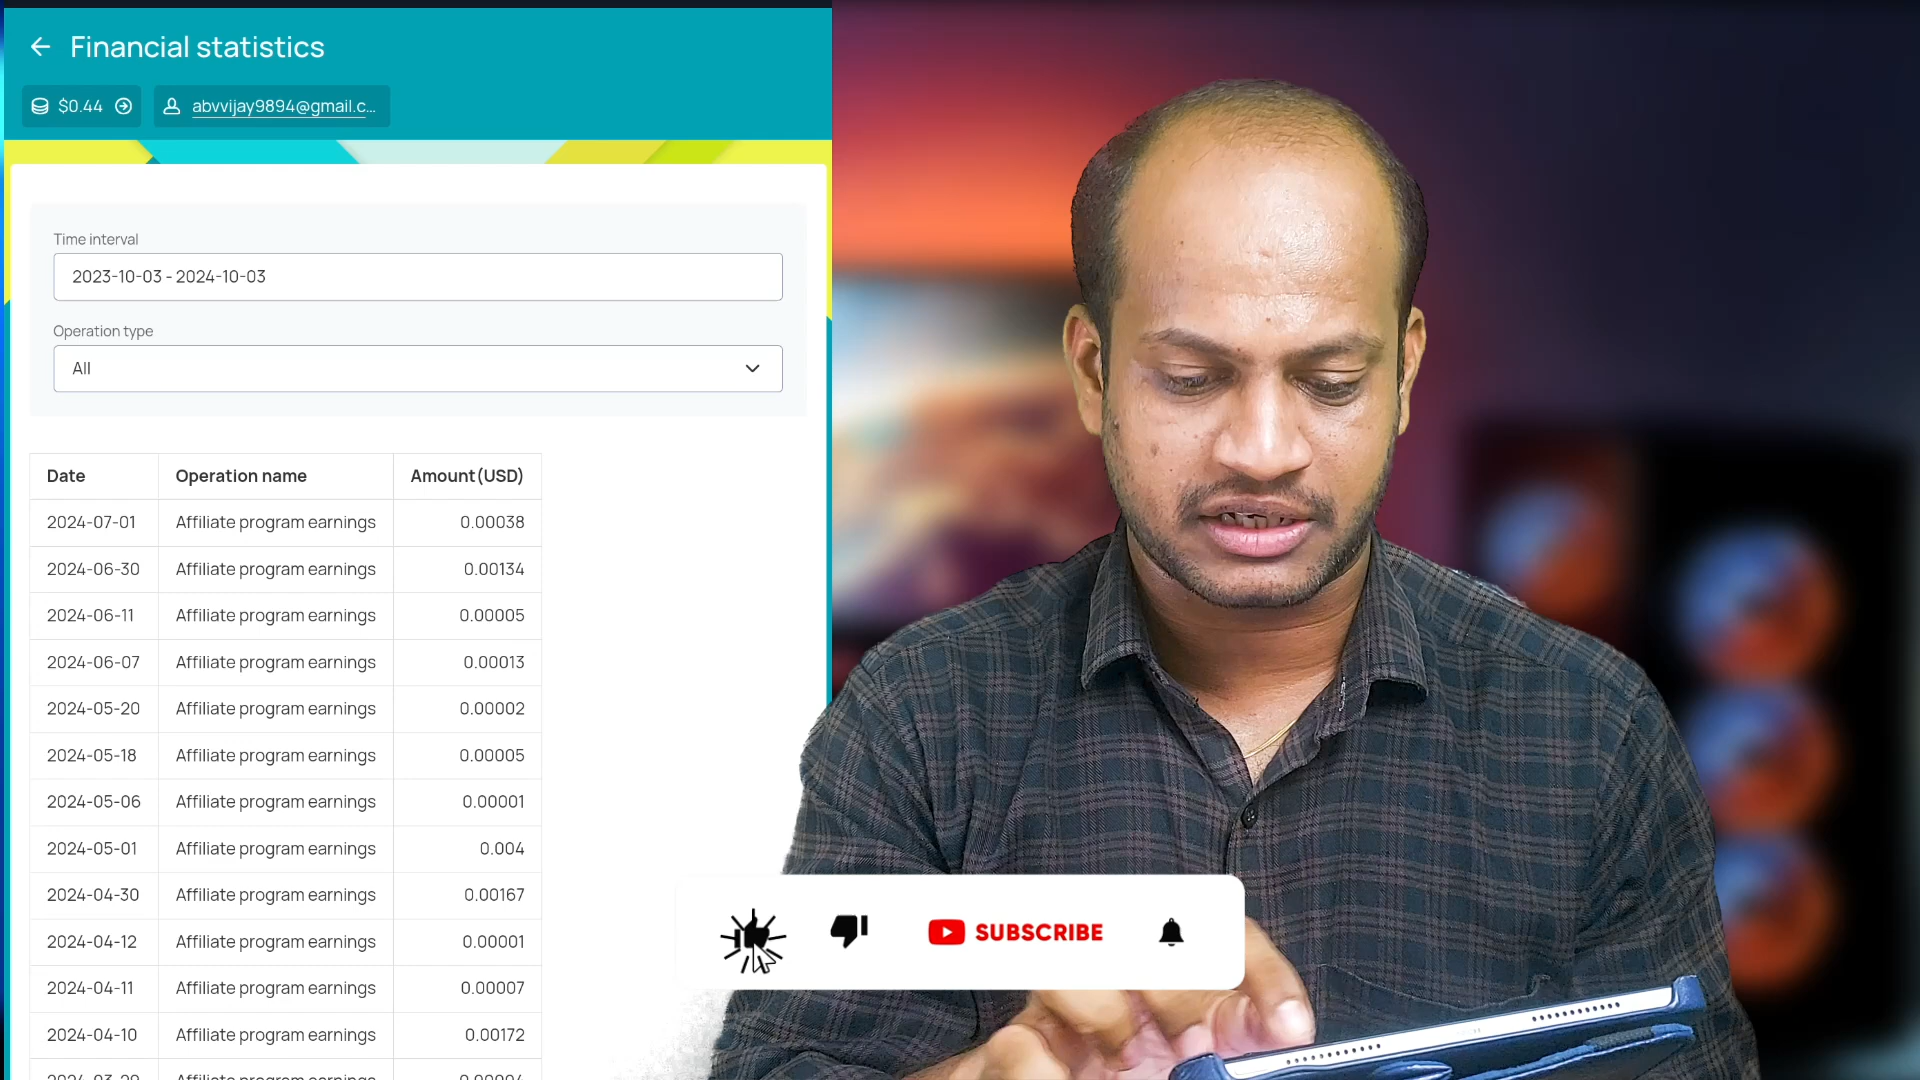 Financial statistics
$0.44 abvvijay9894@gmail.c...
Time interval
2023-10-03 - 2024-10-03
Operation type
All
Date Operation name Amount(USD)
2024-07-01 Affiliate program earnings 0.00038
2024-06-30 Affiliate program earnings 0.00134
2024-06-11 Affiliate program earnings 0.00005
2024-06-07 Affiliate program earnings 0.00013
2024-05-20 Affiliate program earnings 0.00002
2024-05-18 Affiliate program earnings 0.00005
2024-05-06 Affiliate program earnings 0.00001
2024-05-01 Affiliate program earnings 0.004
2024-04-30 Affiliate program earnings 0.00167
2024-04-12 Affiliate program earnings 0.00001
2024-04-11 Affiliate program earnings 0.00007
2024-04-10 Affiliate program earnings 0.00172
Affiliate program earnings
SUBSCRIBE